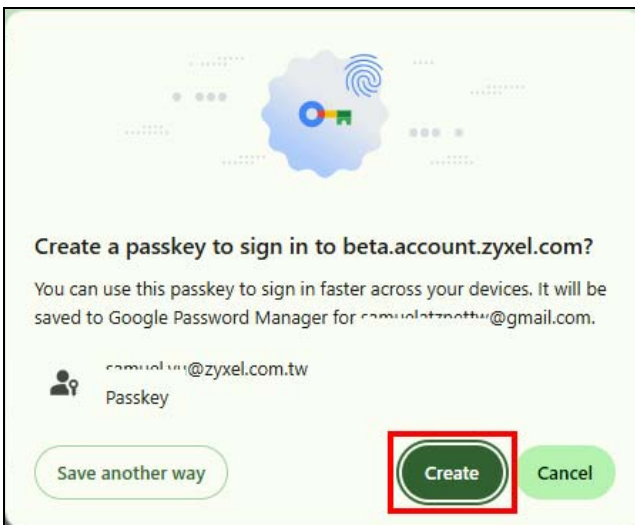 Create a passkey to sign in to beta.account.zyxel.com?
You can use this passkey to sign in faster across your devices. It will be
saved to Google Password Manager for @gmail.com.
@zyxel.com.tw
Passkey
Save another way
Create
Cancel